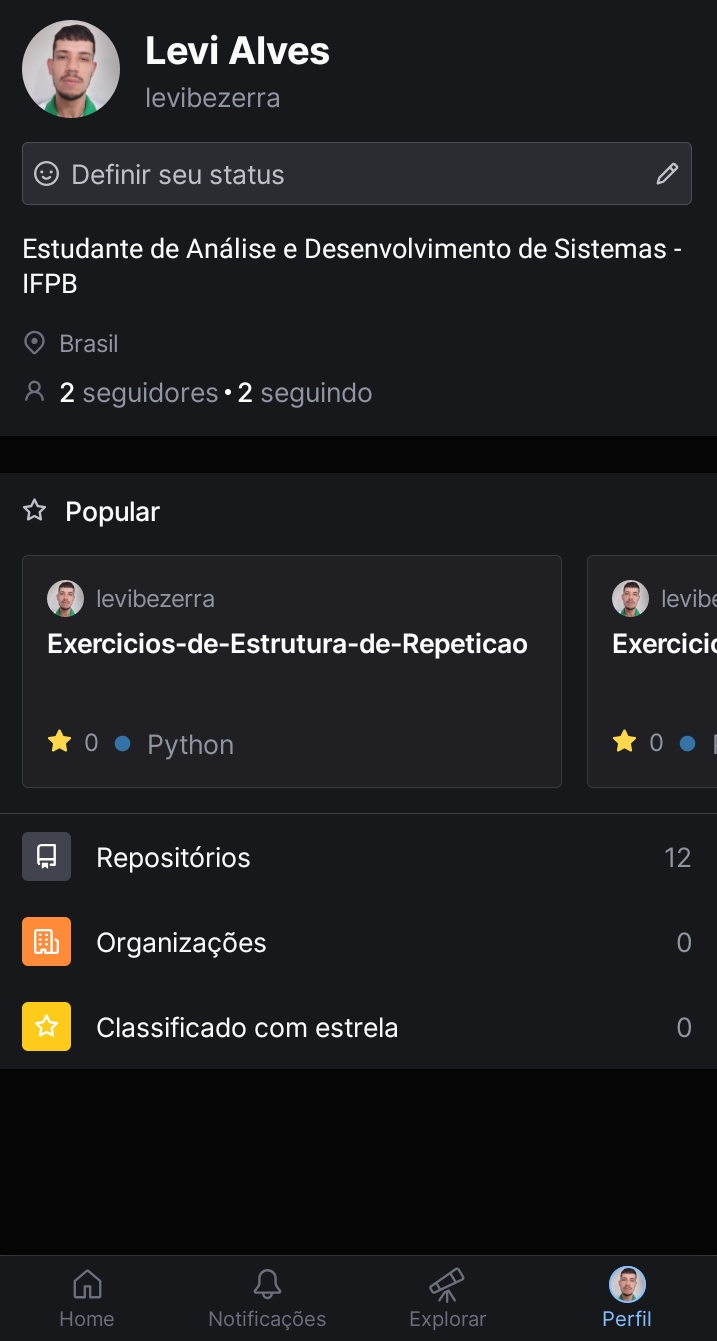 Levi Alves
levibezerra
Definir seu status
Estudante de Análise e Desenvolvimento de Sistemas -
IFPB
Brasil
2 seguidores • 2 seguindo
Popular
levibezerra
Exercicios-de-Estrutura-de-Repeticao
0 Python
levibe
Exercicio
0
Repositórios 12
Organizações 0
Classificado com estrela 0
Home Notificações Explorar Perfil